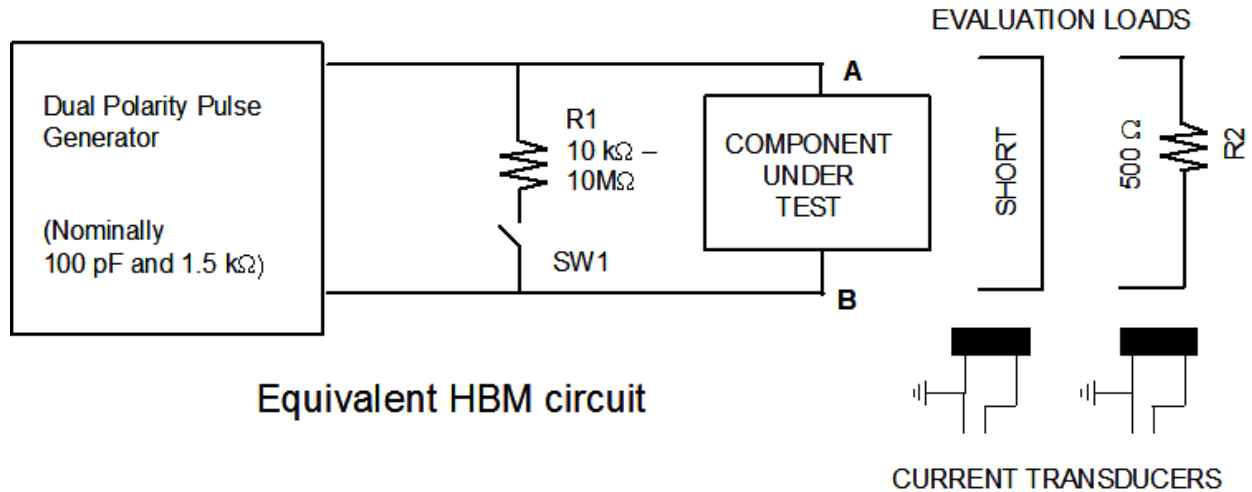 EVALUATION LOADS
Dual Polarity Pulse
Generator
(Nominally
100 pF and 1.5 kΩ)
R1
10 kΩ –
10MΩ
SW1
A
COMPONENT
UNDER
TEST
B
SHORT
500 Ω
R2
Equivalent HBM circuit
CURRENT TRANSDUCERS